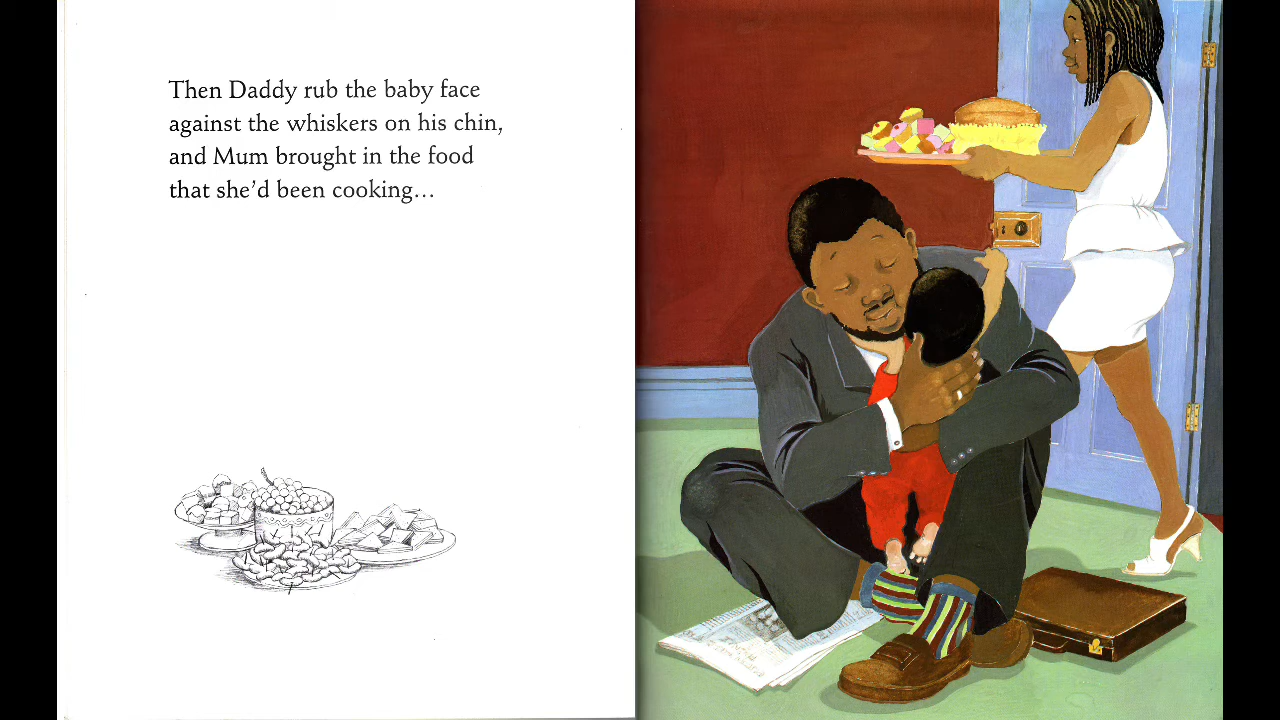 Then Daddy rub the baby face
against the whiskers on his chin,
and Mum brought in the food
that she'd been cooking...